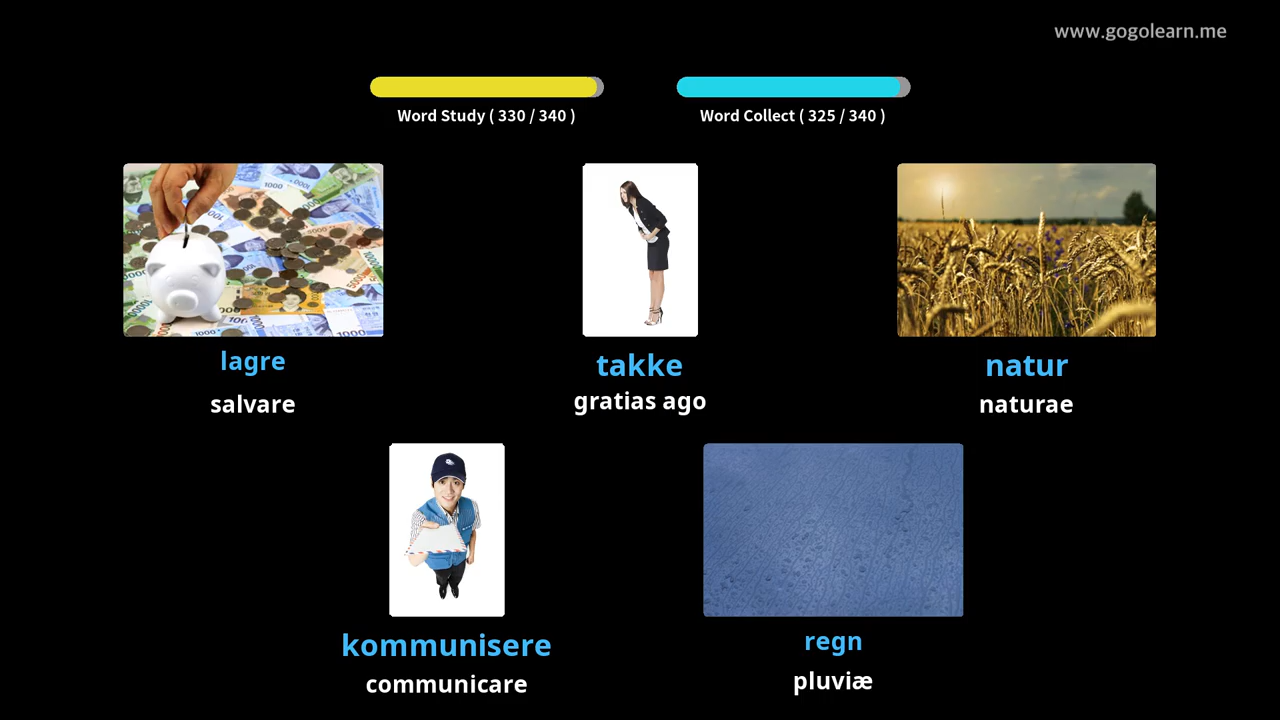 www.gogolearn.me
Word Study ( 330 / 340 )
Word Collect ( 325 / 340 )
lagre
salvare
takke
gratias ago
natur
naturae
kommunisere
communicare
regn
pluviæ